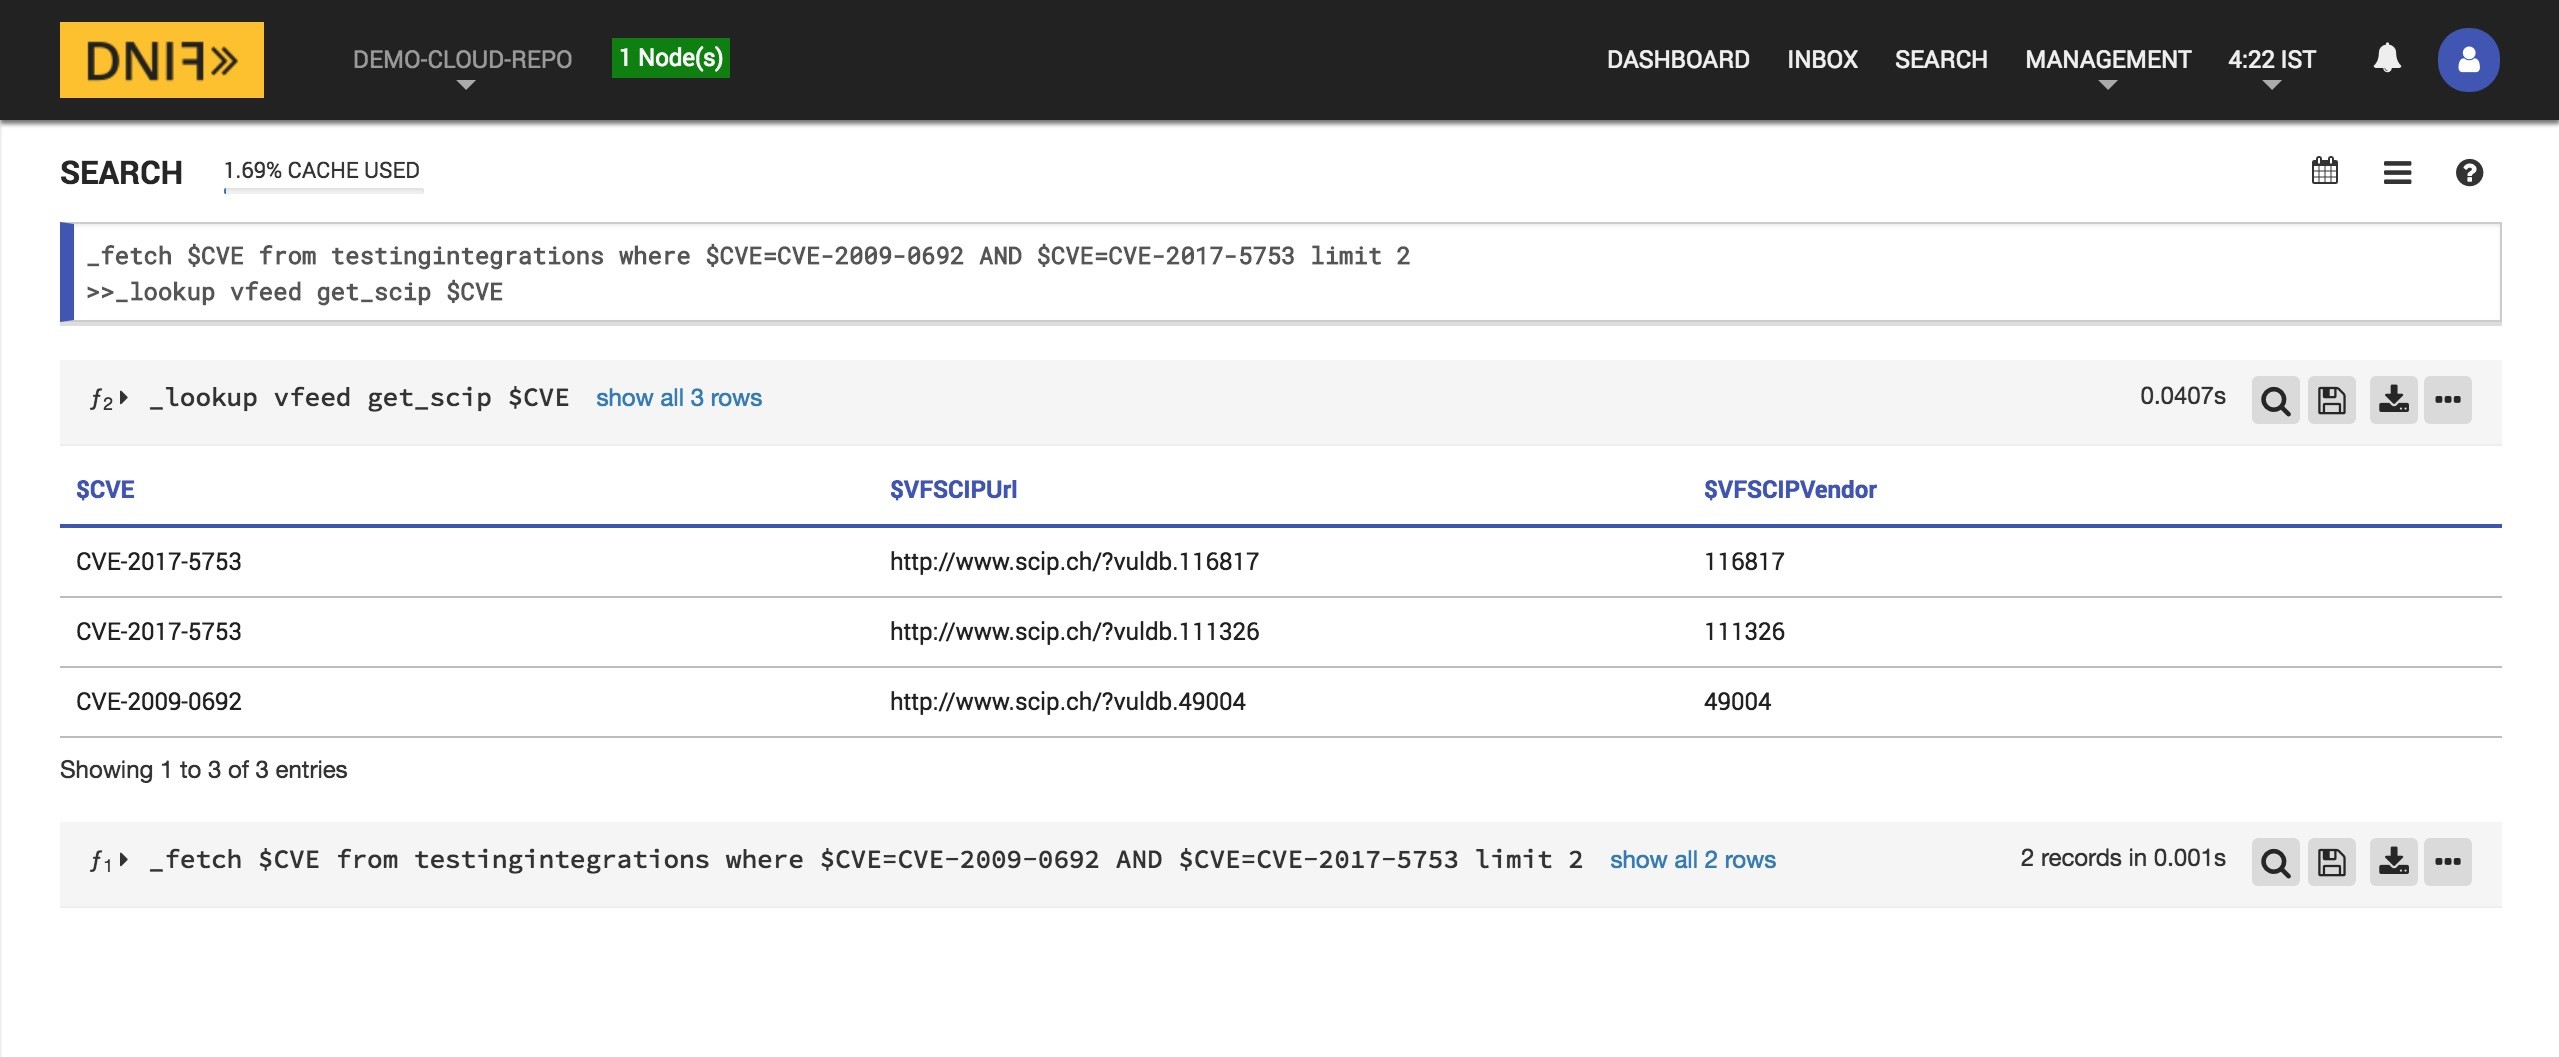 DNIF»
DEMO-CLOUD-REPO
1 Node(s)
DASHBOARD
INBOX
SEARCH
MANAGEMENT
4:22 IST
SEARCH
1.69% CACHE USED
_fetch $CVE from testingintegrations where $CVE=CVE-2009-0692 AND $CVE=CVE-2017-5753 limit 2
>>_lookup vfeed get_scip $CVE
ƒ2 _lookup vfeed get_scip $CVE show all 3 rows 0.0407s
$CVE $VFSCIPUrl $VFSCIPVendor
CVE-2017-5753 http://www.scip.ch/?vuldb.116817 116817
CVE-2017-5753 http://www.scip.ch/?vuldb.111326 111326
CVE-2009-0692 http://www.scip.ch/?vuldb.49004 49004
Showing 1 to 3 of 3 entries
ƒ1 _fetch $CVE from testingintegrations where $CVE=CVE-2009-0692 AND $CVE=CVE-2017-5753 limit 2 show all 2 rows 2 records in 0.001s